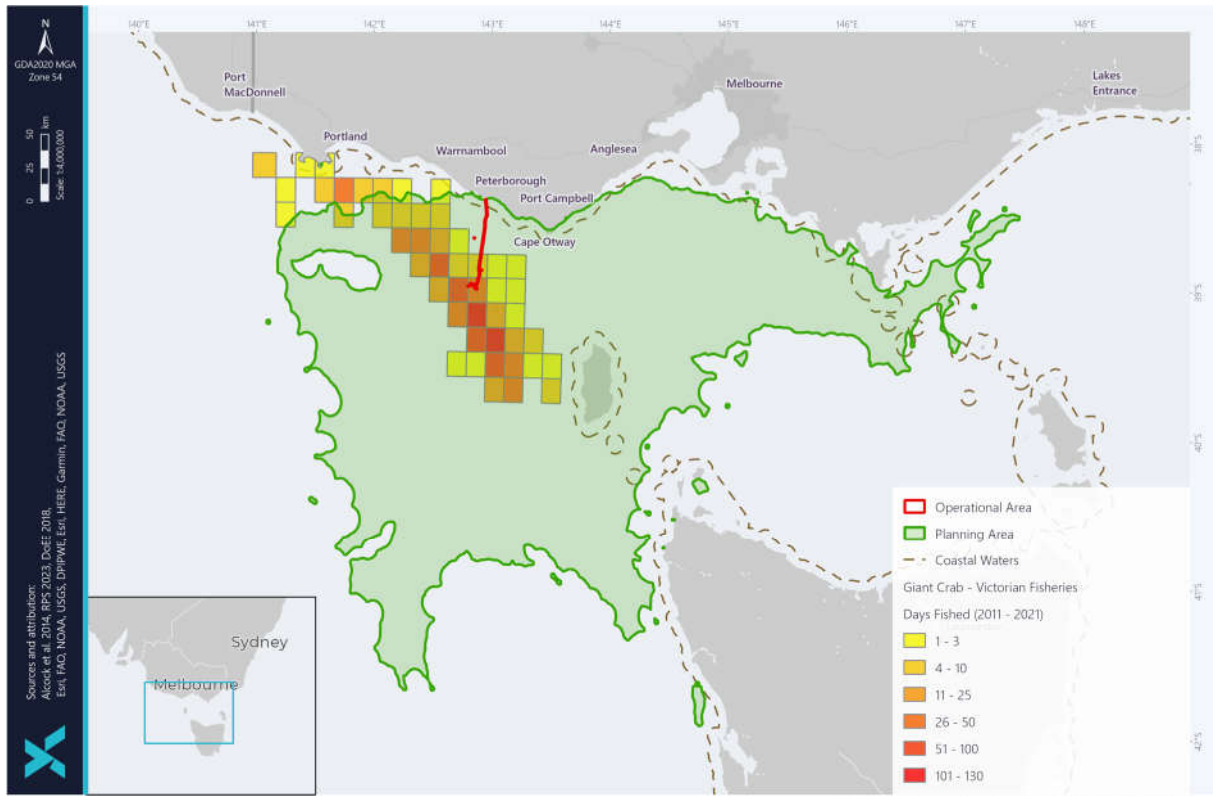 N
GDA2020 MGA
Zone 54
0 25 50
km
Scale: 1:4,000,000
Sources and attribution:
Alcock et al. 2014, RPS 2023, DoEE 2018,
Esri, FAO, NOAA, USGS, DPIPWE, Esri, HERE, Garmin, FAO, NOAA, USGS
140°E
141°E
142°E
143°E
144°E
145°E
146°E
147°E
148°E
38°S
39°S
40°S
41°S
42°S
Port
MacDonnell
Portland
Warrnambool
Peterborough
Port Campbell
Cape Otway
Anglesea
Melbourne
Lakes
Entrance
Operational Area
Planning Area
Coastal Waters
Giant Crab - Victorian Fisheries
Days Fished (2011 - 2021)
1 - 3
4 - 10
11 - 25
26 - 50
51 - 100
101 - 130
Sydney
Melbourne